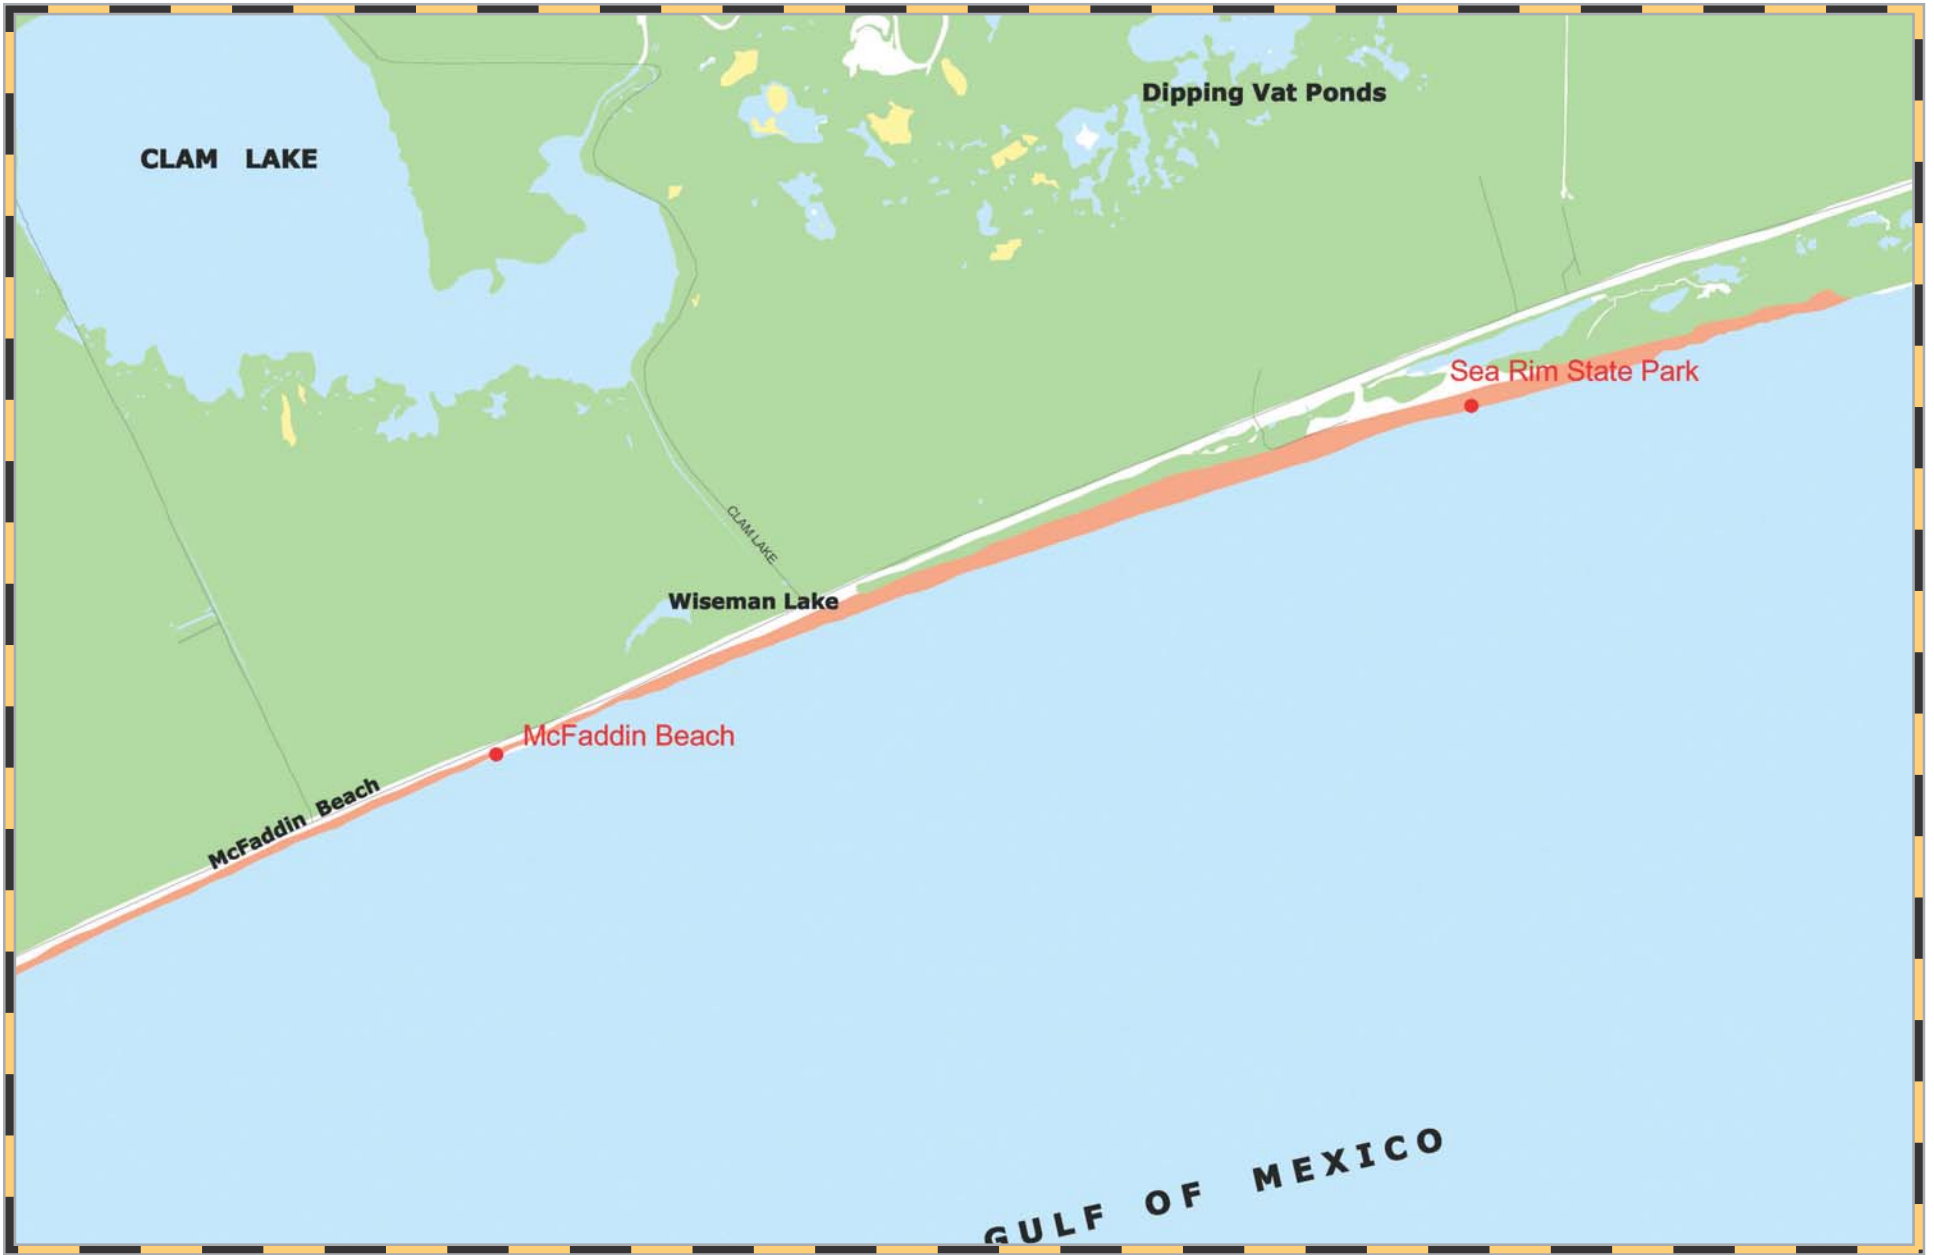 Dipping Vat Ponds
CLAM LAKE
Sea Rim State Park
CLAM LAKE
Wiseman Lake
McFaddin Beach
McFaddin Beach
GULF OF MEXICO